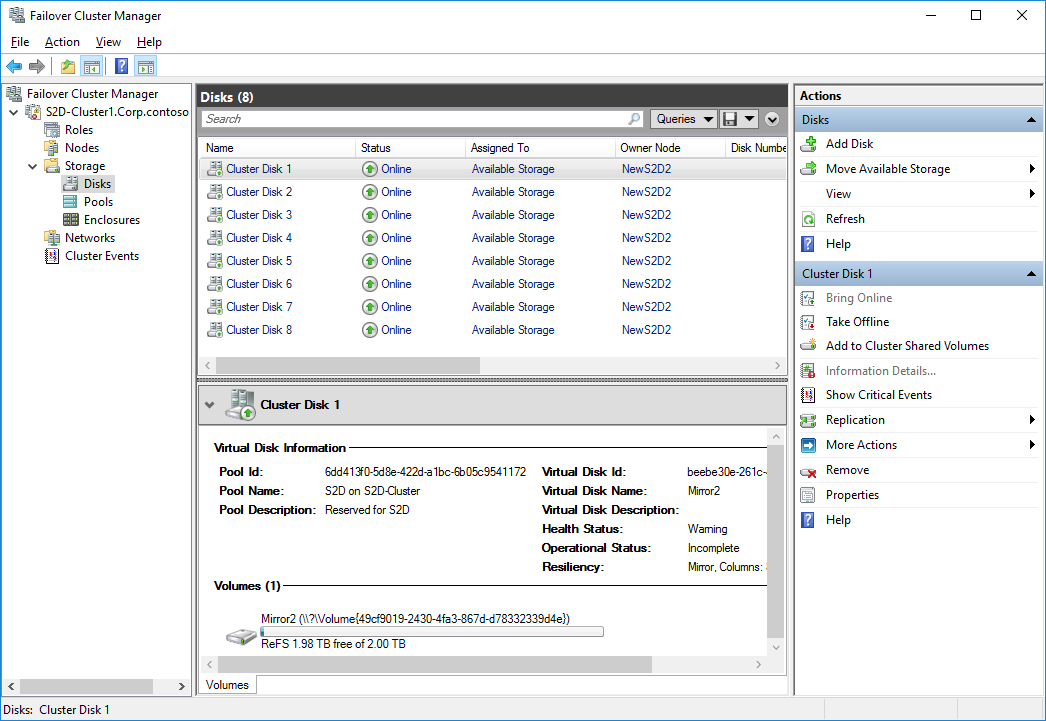 Failover Cluster Manager
File Action View Help
Failover Cluster Manager
S2D-Cluster1.Corp.contoso
Roles
Nodes
Storage
Disks
Pools
Enclosures
Networks
Cluster Events
Disks (8)
Search
Queries
Name Status Assigned To Owner Node Disk Numbe
Cluster Disk 1 Online Available Storage NewS2D2
Cluster Disk 2 Online Available Storage NewS2D2
Cluster Disk 3 Online Available Storage NewS2D2
Cluster Disk 4 Online Available Storage NewS2D2
Cluster Disk 5 Online Available Storage NewS2D2
Cluster Disk 6 Online Available Storage NewS2D2
Cluster Disk 7 Online Available Storage NewS2D2
Cluster Disk 8 Online Available Storage NewS2D2
Cluster Disk 1
Virtual Disk Information
Pool Id: 6dd413f0-5d8e-422d-a1bc-6b05c9541172 Virtual Disk Id: beebe30e-261c-
Pool Name: S2D on S2D-Cluster Virtual Disk Name: Mirror2
Pool Description: Reserved for S2D Virtual Disk Description:
Health Status: Warning
Operational Status: Incomplete
Resiliency: Mirror, Columns:
Volumes (1)
Mirror2 (\\?\Volume{49cf9019-2430-4fa3-867d-d78332339d4e})
ReFS 1.98 TB free of 2.00 TB
Volumes
Actions
Disks
Add Disk
Move Available Storage
View
Refresh
Help
Cluster Disk 1
Bring Online
Take Offline
Add to Cluster Shared Volumes
Information Details...
Show Critical Events
Replication
More Actions
Remove
Properties
Help
Disks: Cluster Disk 1